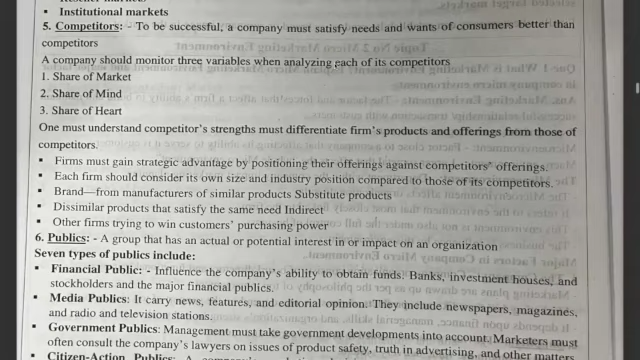 ▪ Institutional markets
5. Competitors: - To be successful, a company must satisfy needs and wants of consumers better than
competitors
A company should monitor three variables when analyzing each of its competitors
1. Share of Market
2. Share of Mind
3. Share of Heart
One must understand competitor's strengths must differentiate firm's products and offerings from those of
competitors.
▪ Firms must gain strategic advantage by positioning their offerings against competitors' offerings.
▪ Each firm should consider its own size and industry position compared to those of its competitors.
▪ Brand—from manufacturers of similar products Substitute products
▪ Dissimilar products that satisfy the same need Indirect
▪ Other firms trying to win customers' purchasing power
6. Publics: - A group that has an actual or potential interest in or impact on an organization
Seven types of publics include:
▪ Financial Public: - Influence the company's ability to obtain funds. Banks, investment houses, and
stockholders and the major financial publics.
▪ Media Publics: It carry news, features, and editorial opinion. They include newspapers, magazines,
and radio and television stations.
▪ Government Publics: Management must take government developments into account. Marketers must
often consult the company's lawyers on issues of product safety, truth in advertising, and other matters.
▪ Citizen-Action Publics: